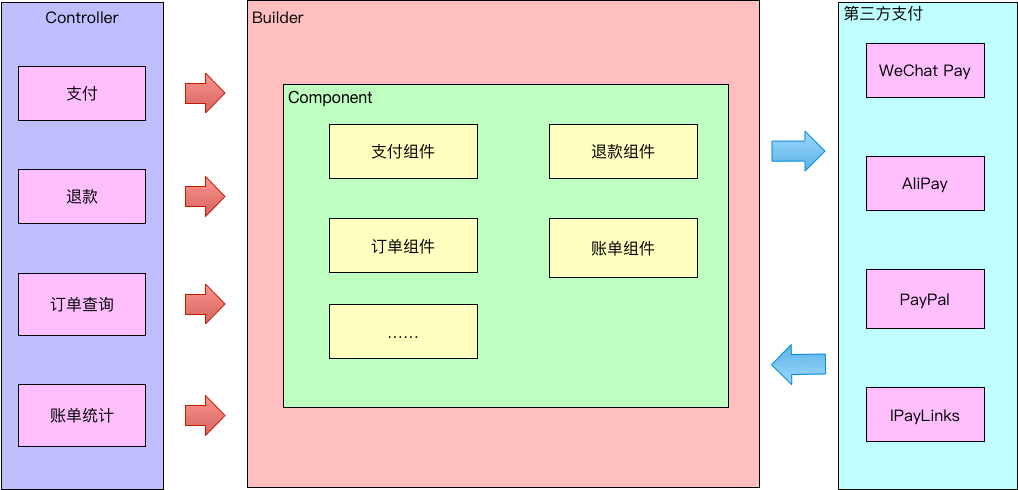 Controller
支付
退款
订单查询
账单统计
Builder
Component
支付组件
退款组件
订单组件
账单组件
……
第三方支付
WeChat Pay
AliPay
PayPal
IPayLinks